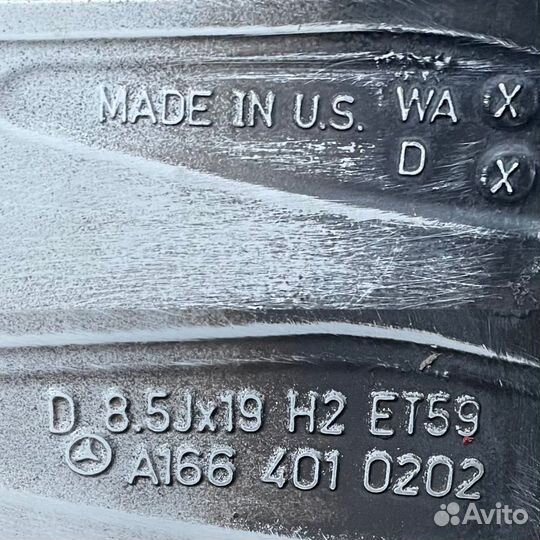 MADE IN U.S. WA X
D X
D 8.5Jx19 H2 ET59
A166 401 0202
Avito